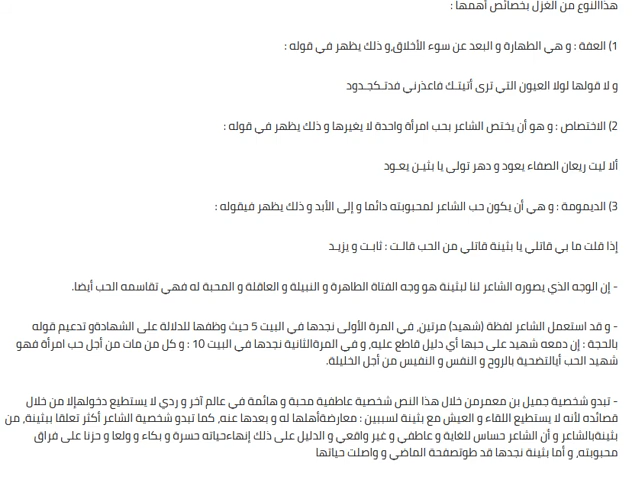 هذاالنوع من الغزل بخصائص أهمها :
1) العفة : و هي الطهارة و البعد عن سوء الأخلاق,و ذلك يظهر في قوله :
و لا قولها لولا العيون التي ترى أتيتـك فاعذرني فدتـكجـدود
2) الاختصاص : و هو أن يختص الشاعر بحب امرأة واحدة لا يغيرها و ذلك يظهر في قوله :
ألا ليت ريعان الصفاء يعود و دهر تولى يا بثيـن يعـود
3) الديمومة : و هي أن يكون حب الشاعر لمحبوبته دائما و إلى الأبد و ذلك يظهر فيقوله :
إذا قلت ما بي قاتلي يا بثينة قاتلي من الحب قالـت : ثابـت و يزيـد
- إن الوجه الذي يصوره الشاعر لنا لبثينة هو وجه الفتاة الطاهرة و النبيلة و العاقلة و المحبة له فهي تقاسمه الحب أيضا.
- و قد استعمل الشاعر لفظة (شهيد) مرتين, في المرة الأولى نجدها في البيت 5 حيث وظفها للدلالة على الشهادةو تدعيم قوله
بالحجة : إن دمعه شهيد على حبها أي دليل قاطع عليه, و في المرةالثانية نجدها في البيت 10 : و كل من مات من أجل حب امرأة فهو
شهيد الحب أيالتضحية بالروح و النفس و النفيس من أجل الخليلة.
- تبدو شخصية جميل بن معمرمن خلال هذا النص شخصية عاطفية محبة و هائمة في عالم آخر و ردي لا يستطيع دخولهإلا من خلال
قصائده لأنه لا يستطيع اللقاء و العيش مع بثينة لسببين : معارضةأهلها له و بعدها عنه, كما تبدو شخصية الشاعر أكثر تعلقا ببثينة, من
بثينةبالشاعر و أن الشاعر حساس للغاية و عاطفي و غير واقعي و الدليل على ذلك إنهاءحياته حسرة و بكاء و ولعا و حزنا على فراق
محبوبته, و أما بثينة نجدها قد طوتصفحة الماضي و واصلت حياتها